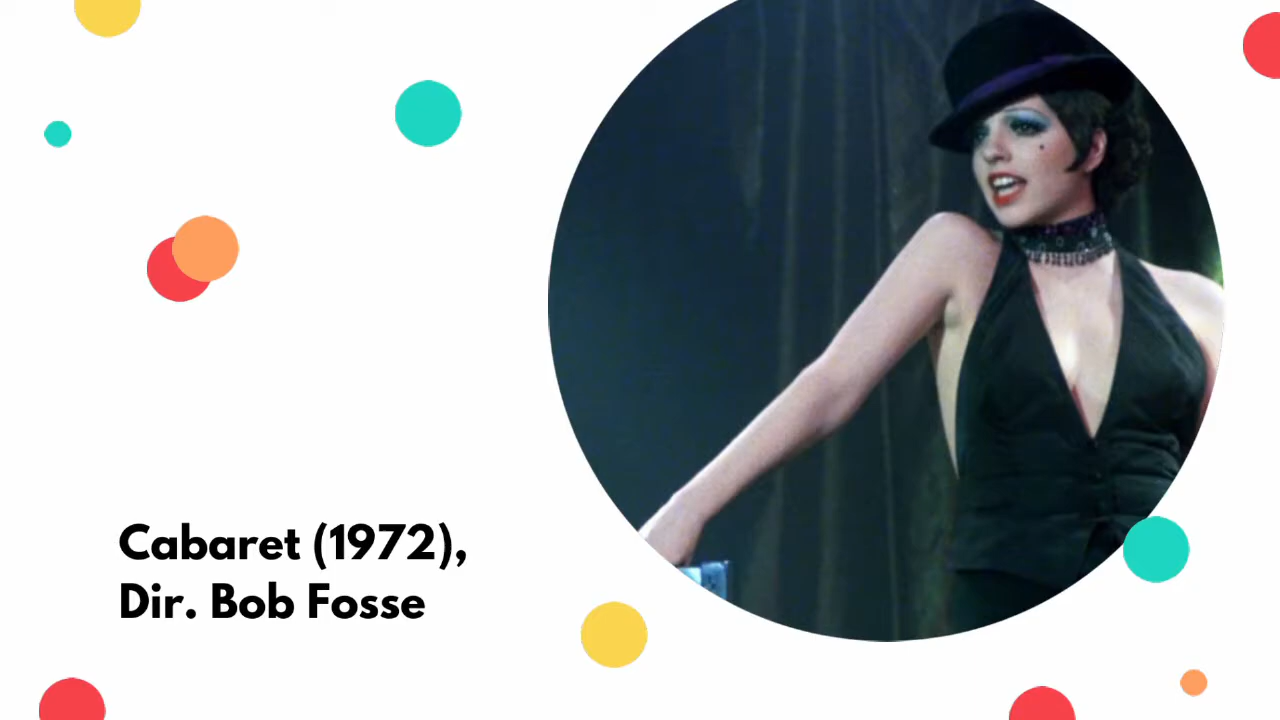 Cabaret (1972),
Dir. Bob Fosse